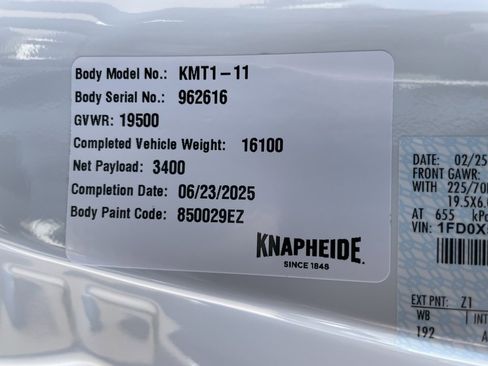 Body Model No.: KMT1-11
Body Serial No.: 962616
GVWR: 19500
Completed Vehicle Weight: 16100
Net Payload: 3400
Completion Date: 06/23/2025
Body Paint Code: 850029EZ
KNAPHEIDE
SINCE 1848
DATE: 02/25
FRONT GAWR:
WITH 225/70
19.5X6.
AT 655 kP
VIN: 1FD0X
EXT PNT: Z1
WB INT
192 A